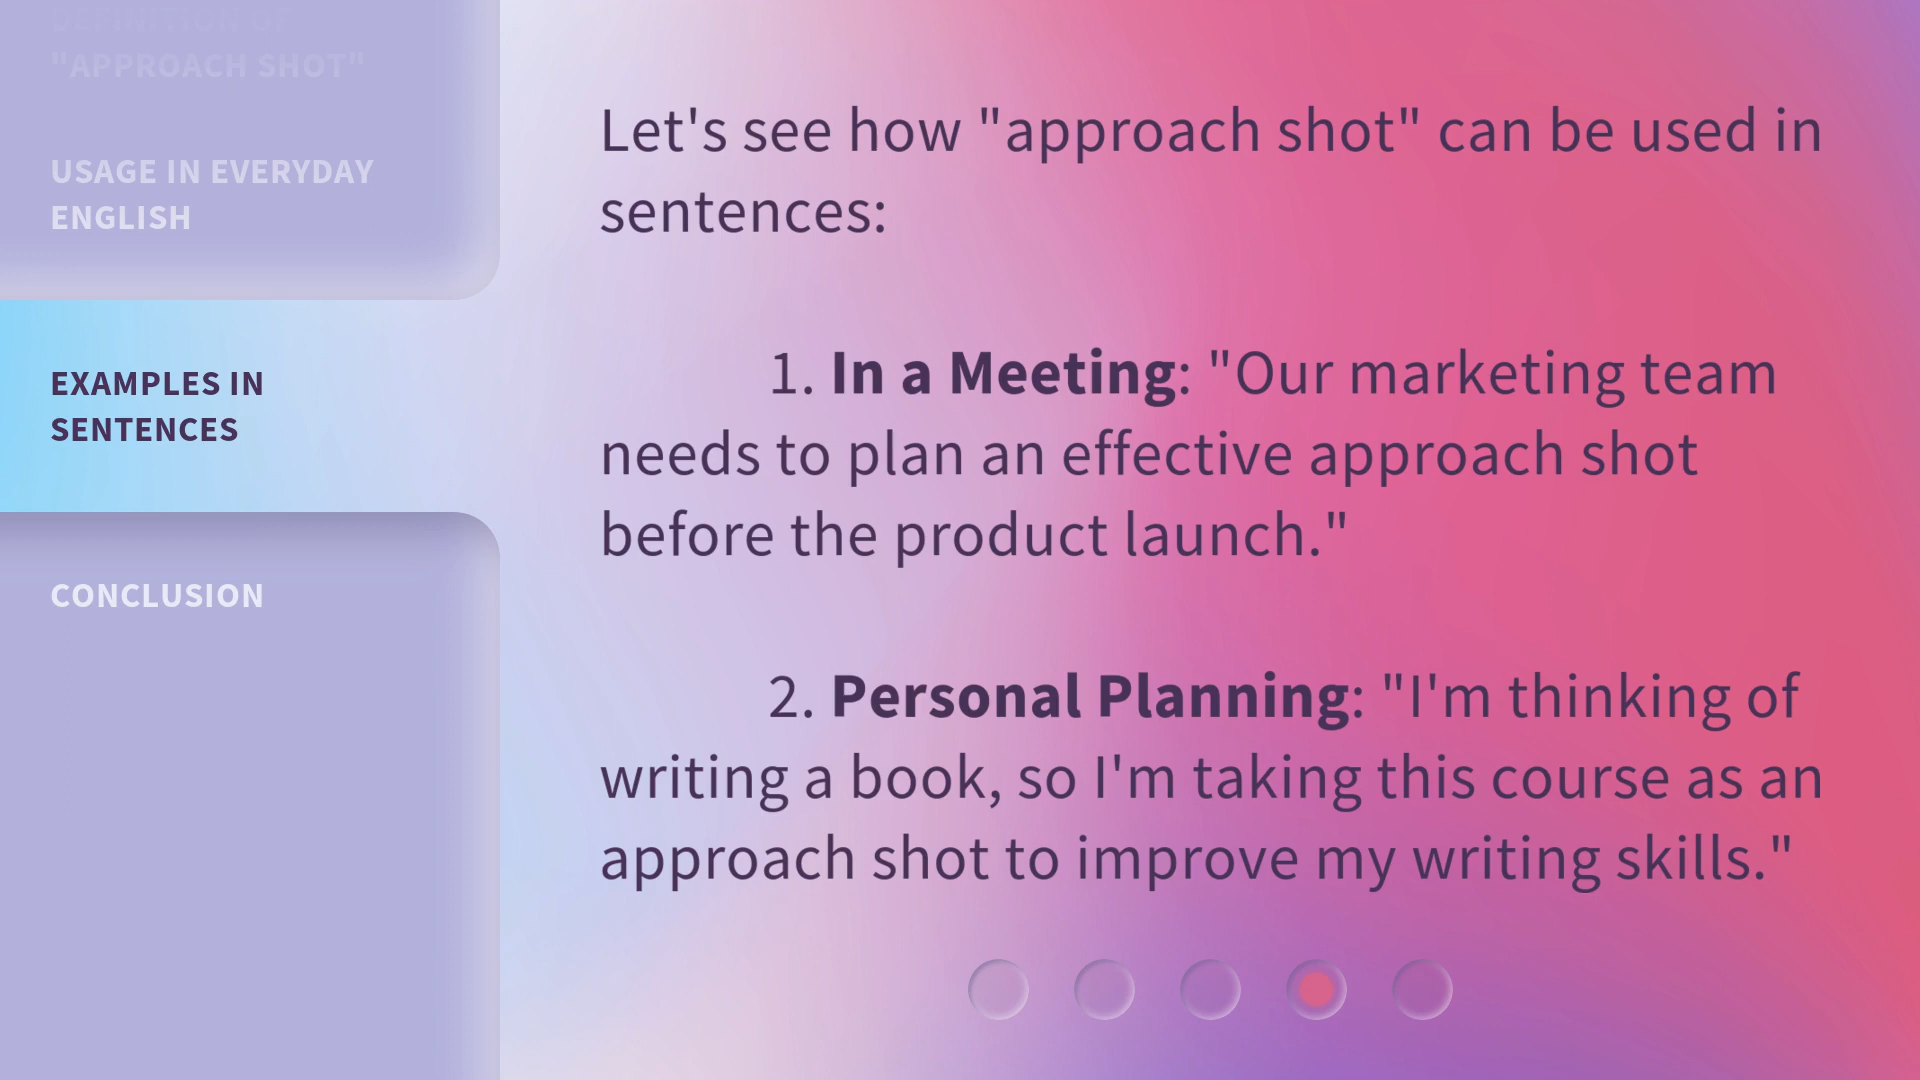 DEFINITION OF
"APPROACH SHOT"
USAGE IN EVERYDAY
ENGLISH
EXAMPLES IN
SENTENCES
CONCLUSION
Let's see how "approach shot" can be used in
sentences:
1. In a Meeting: "Our marketing team
needs to plan an effective approach shot
before the product launch."
2. Personal Planning: "I'm thinking of
writing a book, so I'm taking this course as an
approach shot to improve my writing skills."